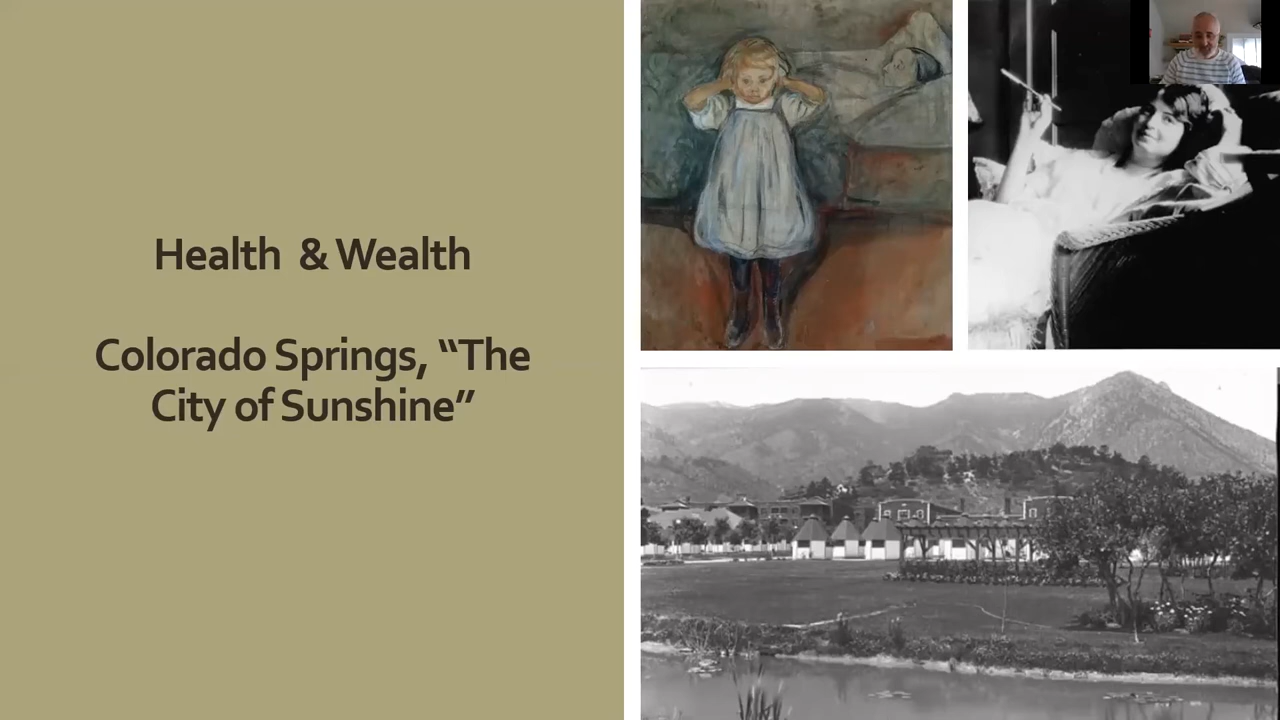 Health & Wealth
Colorado Springs, “The
City of Sunshine”